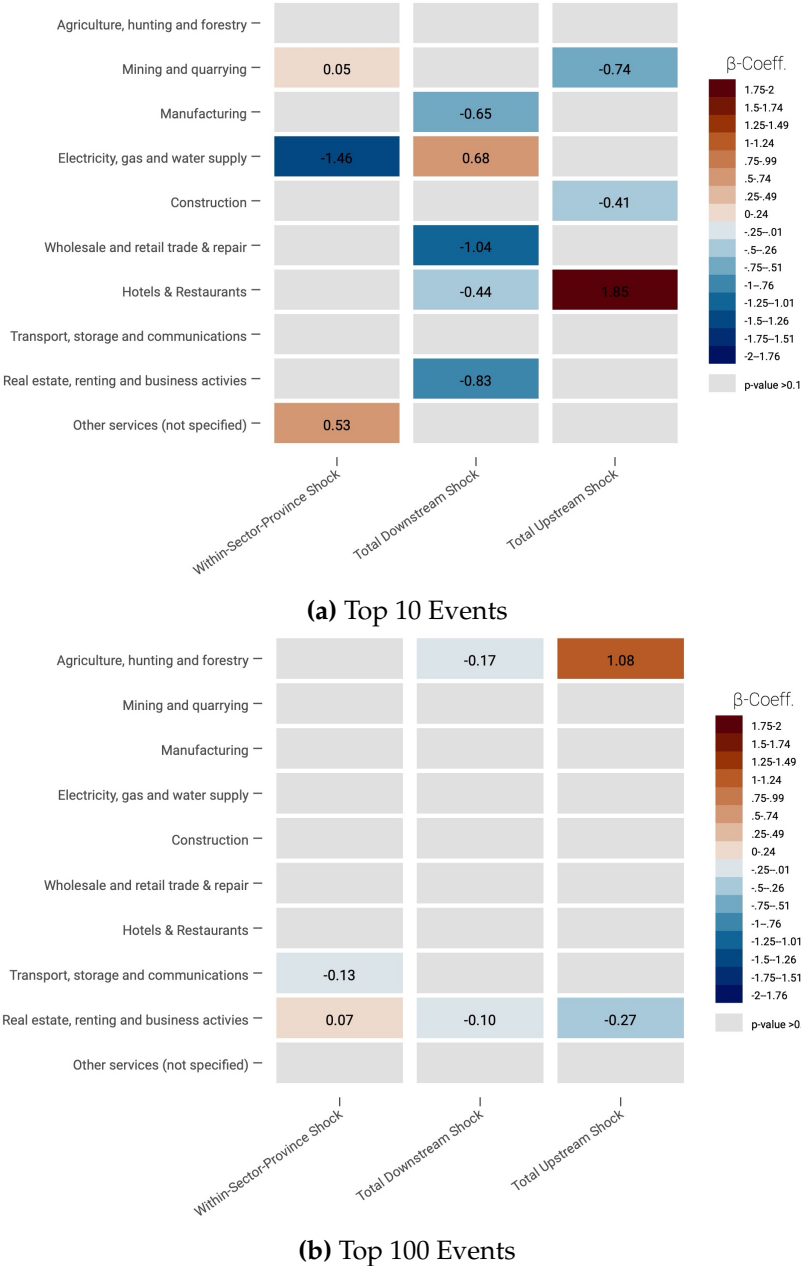 Agriculture, hunting and forestry
Mining and quarrying 0.05 -0.74
Manufacturing -0.65
Electricity, gas and water supply -1.46 0.68
Construction -0.41
Wholesale and retail trade & repair -1.04
Hotels & Restaurants -0.44 1.85
Transport, storage and communications
Real estate, renting and business activies -0.83
Other services (not specified) 0.53
Within-Sector-Province Shock
Total Downstream Shock
Total Upstream Shock
β-Coeff.
1.75-2
1.5-1.74
1.25-1.49
1-1.24
.75-.99
.5-.74
.25-.49
0-.24
-.25-.01
-.5-.26
-.75-.51
-1-.76
-1.25-1.01
-1.5-1.26
-1.75-1.51
-2-1.76
p-value >0.1
(a) Top 10 Events
Agriculture, hunting and forestry -0.17 1.08
Mining and quarrying
Manufacturing
Electricity, gas and water supply
Construction
Wholesale and retail trade & repair
Hotels & Restaurants
Transport, storage and communications -0.13
Real estate, renting and business activies 0.07 -0.10 -0.27
Other services (not specified)
Within-Sector-Province Shock
Total Downstream Shock
Total Upstream Shock
β-Coeff.
1.75-2
1.5-1.74
1.25-1.49
1-1.24
.75-.99
.5-.74
.25-.49
0-.24
-.25-.01
-.5-.26
-.75-.51
-1-.76
-1.25-1.01
-1.5-1.26
-1.75-1.51
-2-1.76
p-value >0.
(b) Top 100 Events